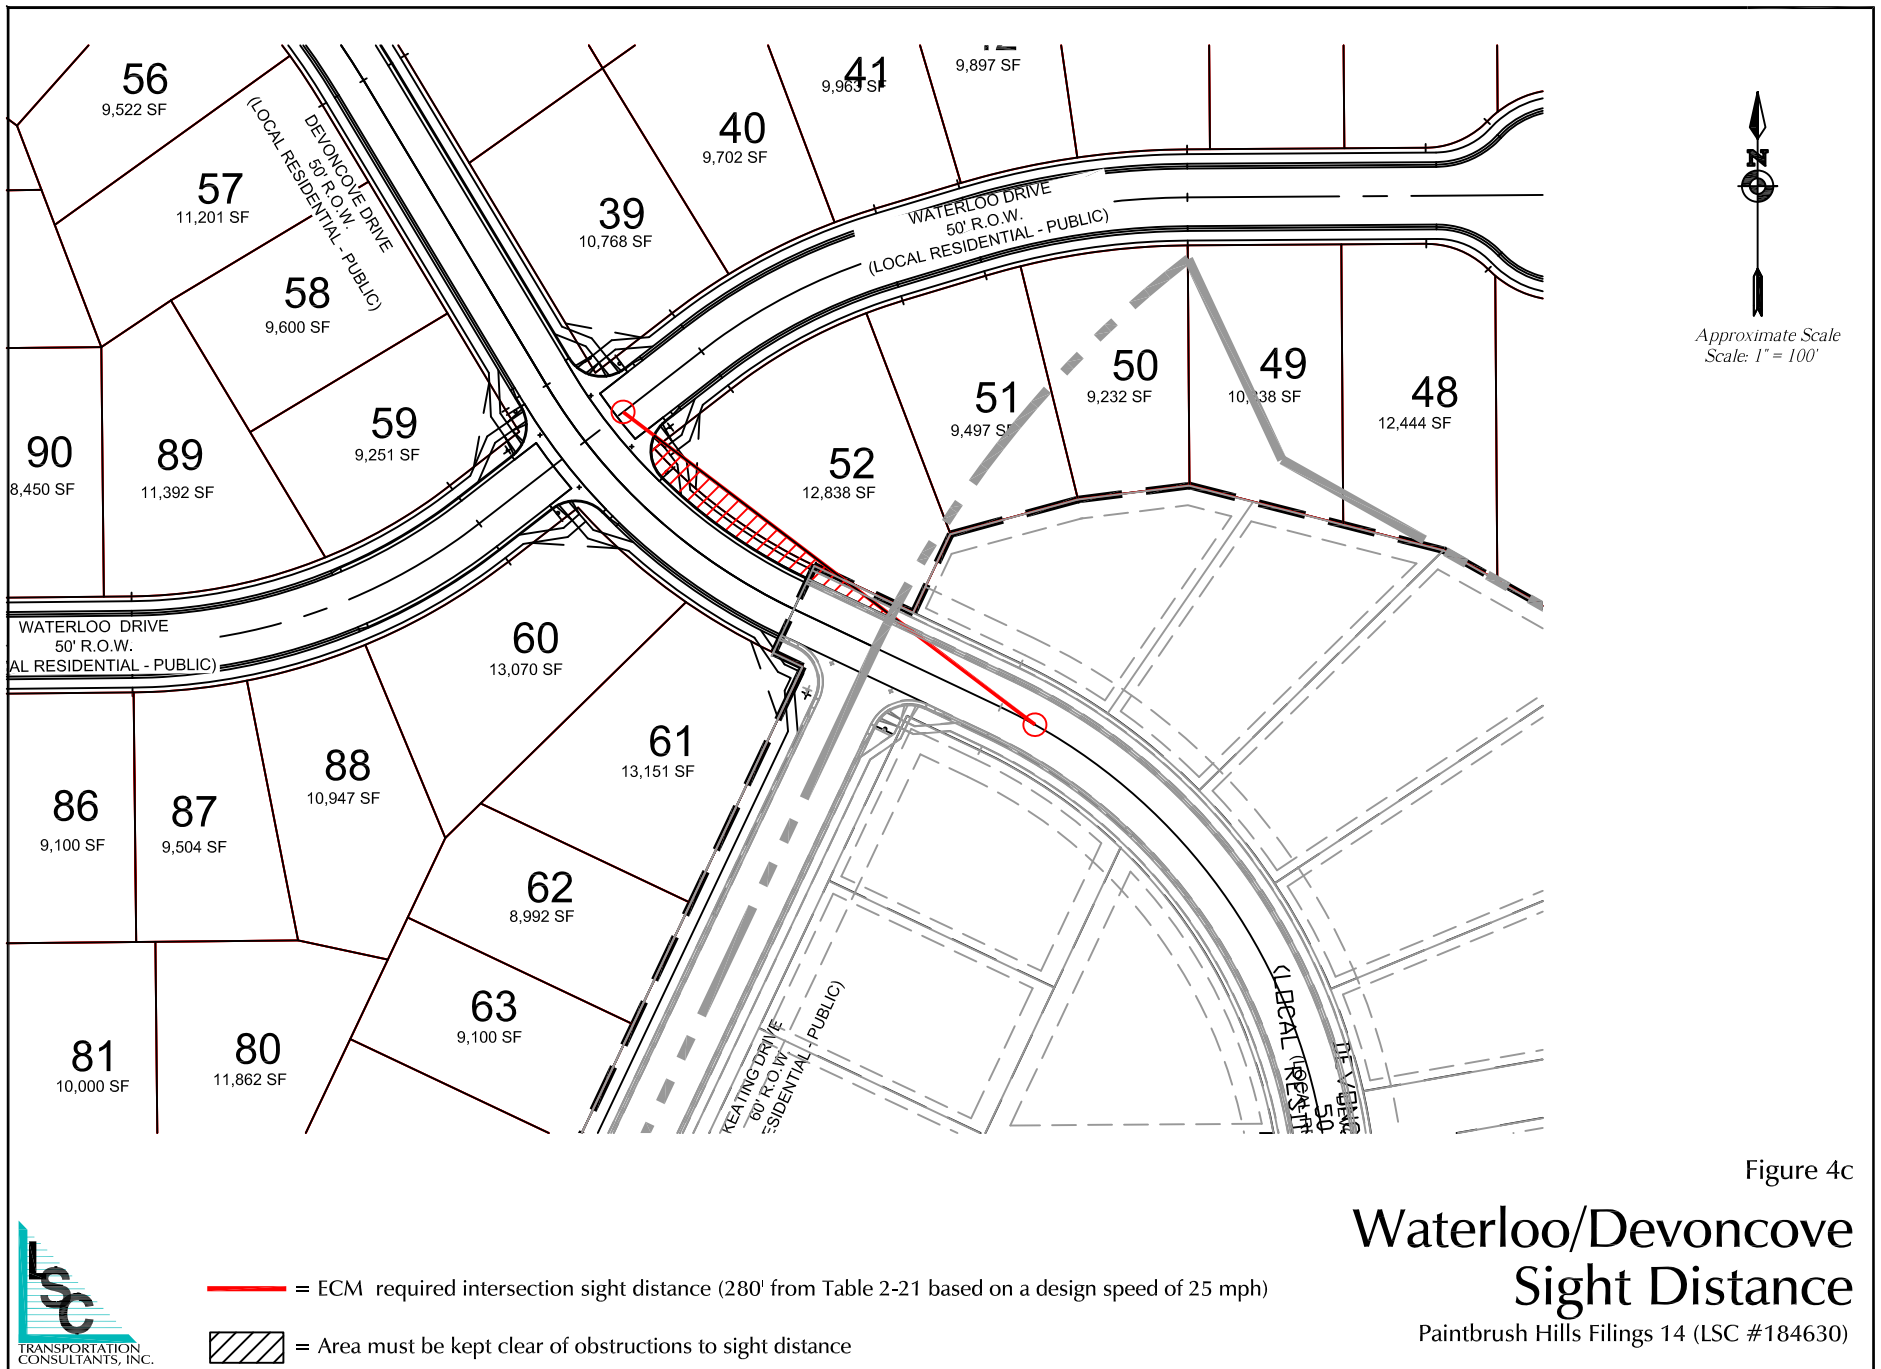 56
9,522 SF
57
11,201 SF
58
9,600 SF
59
9,251 SF
90
8,450 SF
89
11,392 SF
DEVONCOVE DRIVE
50' R.O.W.
(LOCAL RESIDENTIAL - PUBLIC)
39
10,768 SF
40
9,702 SF
41
9,963 SF
9,897 SF
WATERLOO DRIVE
50' R.O.W.
(LOCAL RESIDENTIAL - PUBLIC)
N
Approximate Scale
Scale: 1" = 100'
52
12,838 SF
51
9,497 SF
50
9,232 SF
49
48
12,444 SF
WATERLOO DRIVE
50' R.O.W.
AL RESIDENTIAL - PUBLIC)
60
13,070 SF
61
13,151 SF
62
8,992 SF
63
9,100 SF
86
9,100 SF
87
9,504 SF
88
10,947 SF
81
10,000 SF
80
11,862 SF
KEATING DRIVE
60' R.O.W.
ESIDENTIAL - PUBLIC)
(LOCAL
50
Figure 4c
Waterloo/Devoncove
Sight Distance
Paintbrush Hills Filings 14 (LSC #184630)
LSC
TRANSPORTATION
CONSULTANTS, INC.
= ECM required intersection sight distance (280' from Table 2-21 based on a design speed of 25 mph)
= Area must be kept clear of obstructions to sight distance